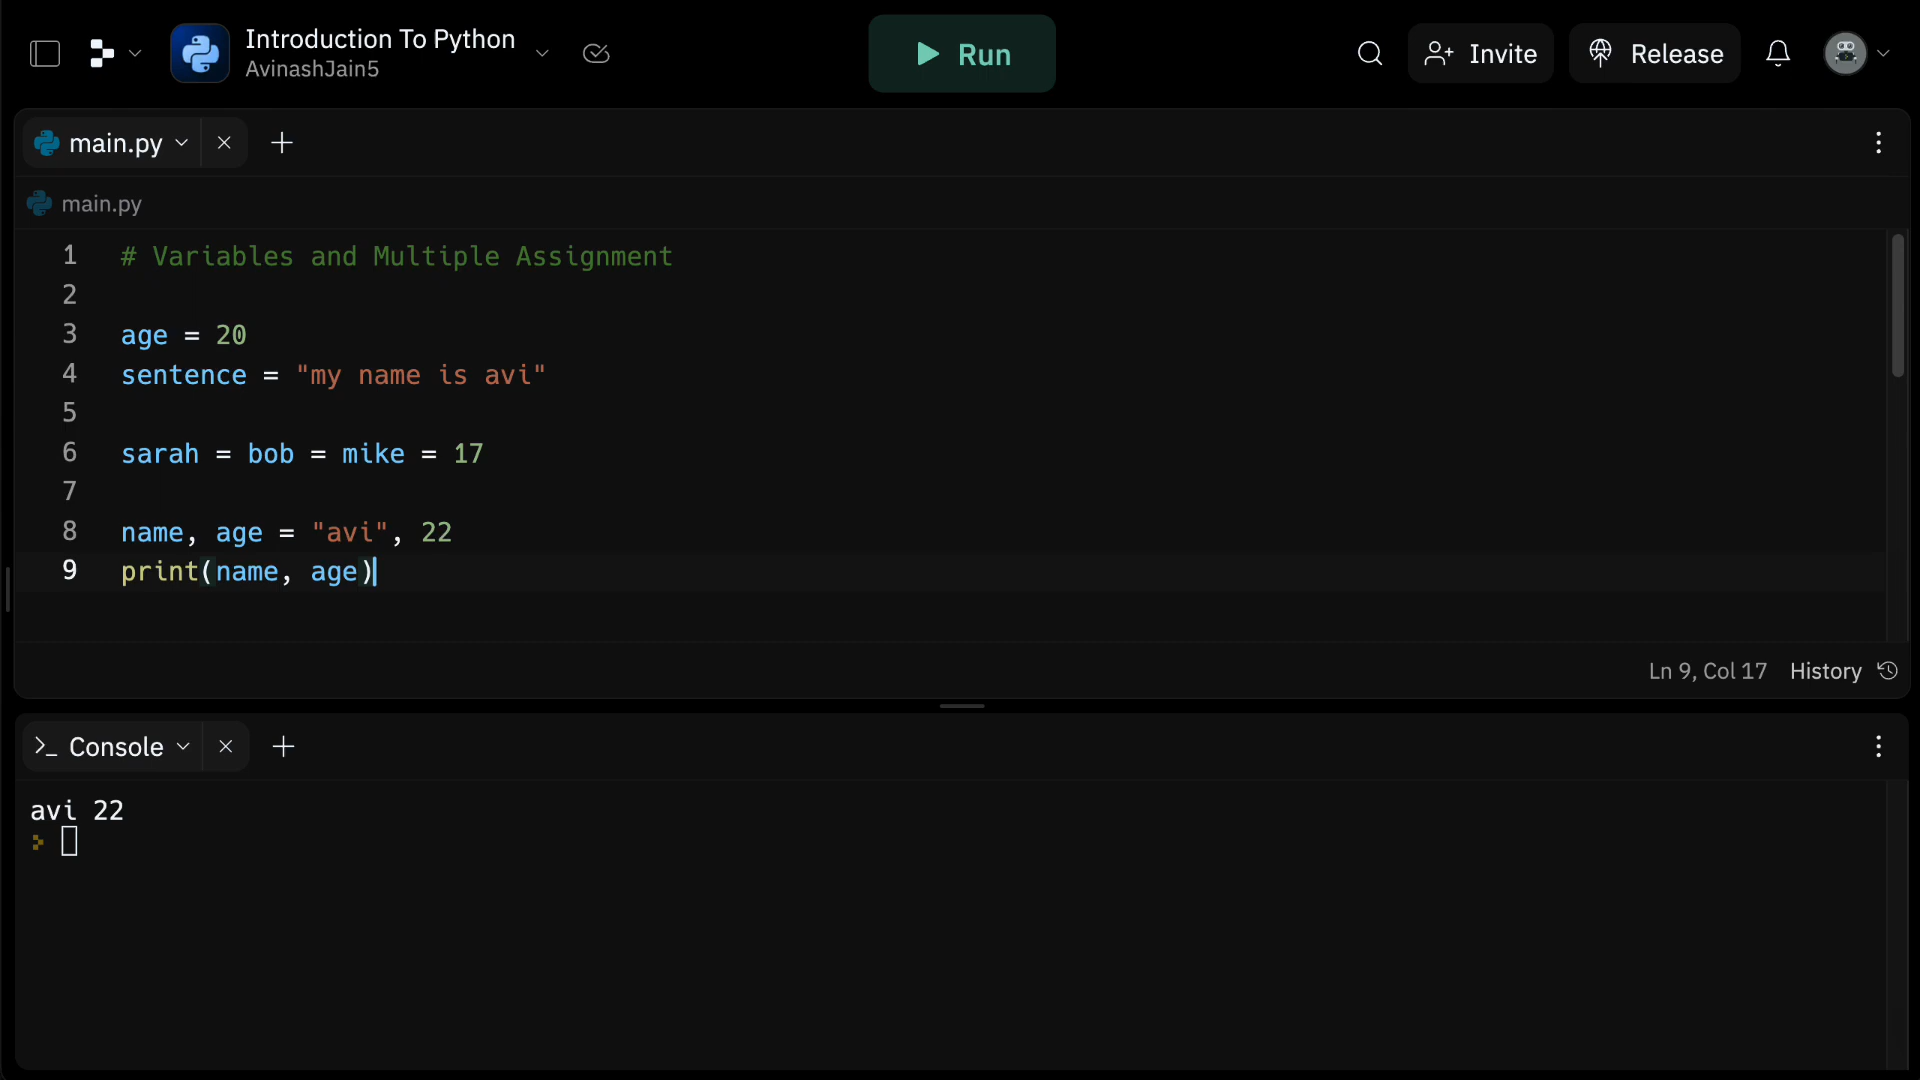 Introduction To Python
AvinashJain5
Run
Invite
Release
main.py
main.py
1 # Variables and Multiple Assignment
2
3 age = 20
4 sentence = "my name is avi"
5
6 sarah = bob = mike = 17
7
8 name, age = "avi", 22
9 print(name, age)
Ln 9, Col 17 History
Console
avi 22